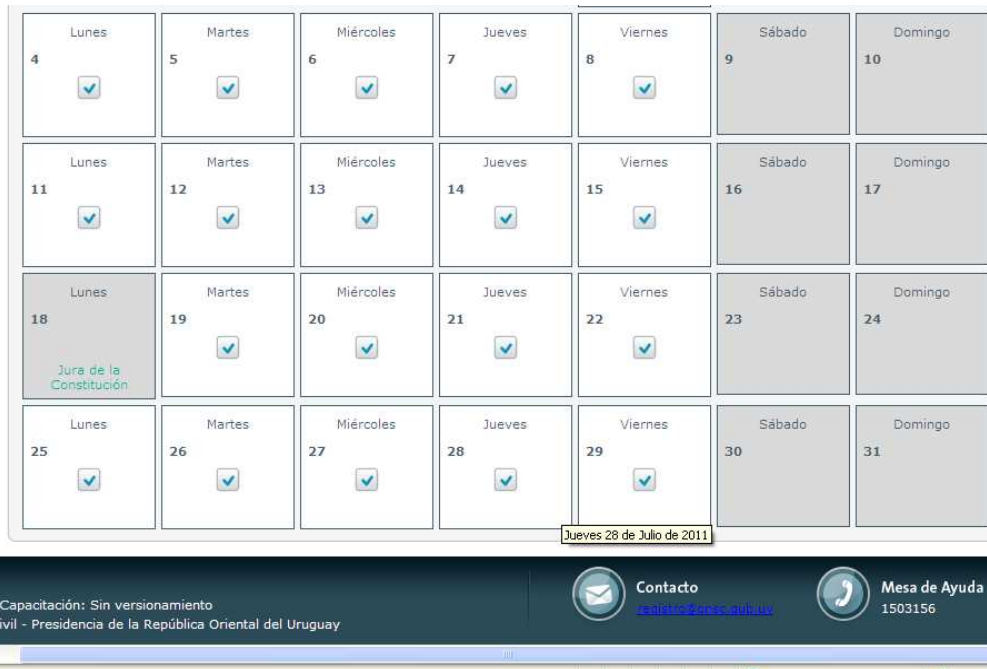 Lunes Martes Miércoles Jueves Viernes Sábado Domingo
4 5 6 7 8 9 10
Lunes Martes Miércoles Jueves Viernes Sábado Domingo
11 12 13 14 15 16 17
Lunes Martes Miércoles Jueves Viernes Sábado Domingo
18 19 20 21 22 23 24
Jura de la
Constitución
Lunes Martes Miércoles Jueves Viernes Sábado Domingo
25 26 27 28 29 30 31
Jueves 28 de Julio de 2011
Capacitación: Sin versionamiento
ivil - Presidencia de la República Oriental del Uruguay
Contacto
registro@onsc.gub.uy
Mesa de Ayuda
1503156